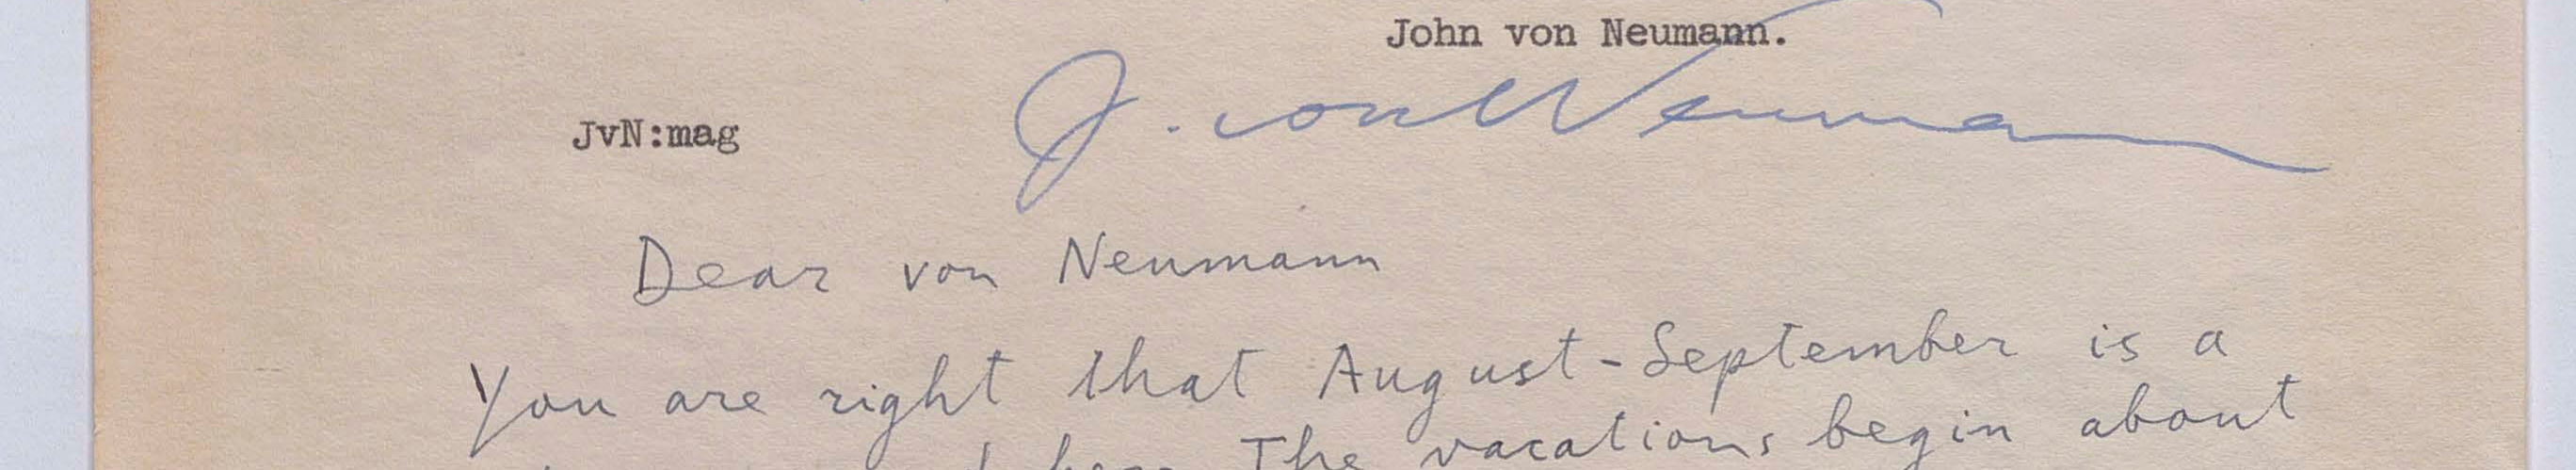 John von Neumann.
J. von Neumann
JvN:mag
Dear von Neumann
You are right that August-September is a
The vacations begin about